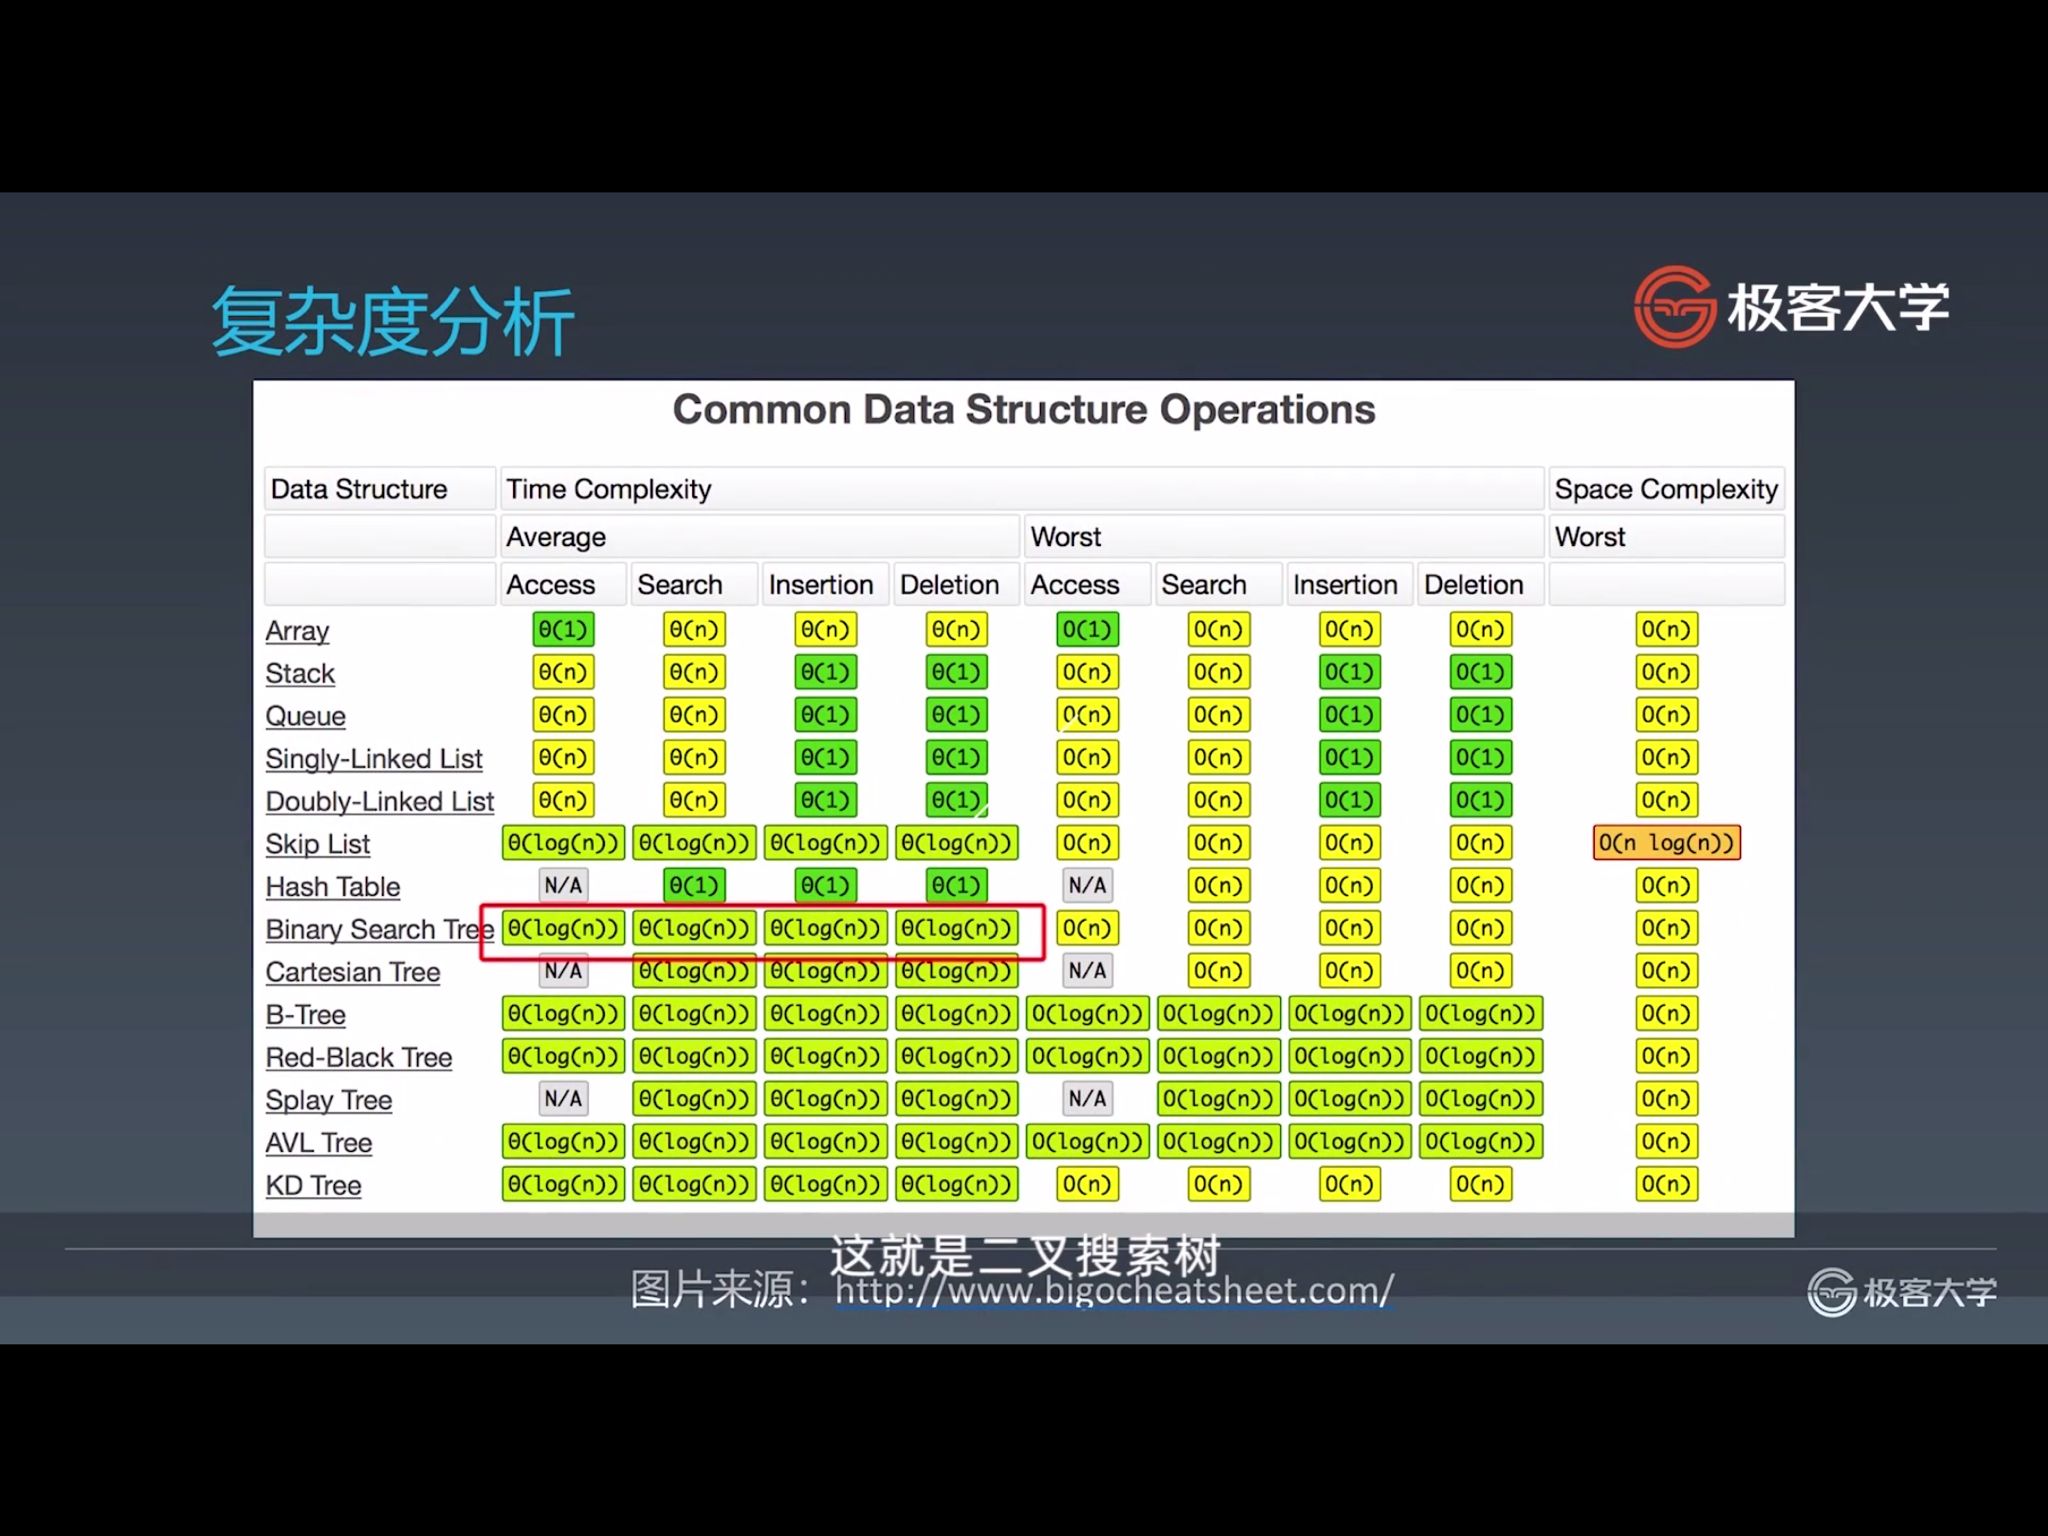 复杂度分析
极客大学
Common Data Structure Operations
Data Structure Time Complexity Space Complexity
Average Worst Worst
Access Search Insertion Deletion Access Search Insertion Deletion
Array Θ(1) Θ(n) Θ(n) Θ(n) O(1) O(n) O(n) O(n) O(n)
Stack Θ(n) Θ(n) Θ(1) Θ(1) O(n) O(n) O(1) O(1) O(n)
Queue Θ(n) Θ(n) Θ(1) Θ(1) O(n) O(n) O(1) O(1) O(n)
Singly-Linked List Θ(n) Θ(n) Θ(1) Θ(1) O(n) O(n) O(1) O(1) O(n)
Doubly-Linked List Θ(n) Θ(n) Θ(1) Θ(1) O(n) O(n) O(1) O(1) O(n)
Skip List Θ(log(n)) Θ(log(n)) Θ(log(n)) Θ(log(n)) O(n) O(n) O(n) O(n) O(n log(n))
Hash Table N/A Θ(1) Θ(1) Θ(1) N/A O(n) O(n) O(n) O(n)
Binary Search Tree Θ(log(n)) Θ(log(n)) Θ(log(n)) Θ(log(n)) O(n) O(n) O(n) O(n) O(n)
Cartesian Tree N/A Θ(log(n)) Θ(log(n)) Θ(log(n)) N/A O(n) O(n) O(n) O(n)
B-Tree Θ(log(n)) Θ(log(n)) Θ(log(n)) Θ(log(n)) O(log(n)) O(log(n)) O(log(n)) O(log(n)) O(n)
Red-Black Tree Θ(log(n)) Θ(log(n)) Θ(log(n)) Θ(log(n)) O(log(n)) O(log(n)) O(log(n)) O(log(n)) O(n)
Splay Tree N/A Θ(log(n)) Θ(log(n)) Θ(log(n)) N/A O(log(n)) O(log(n)) O(log(n)) O(n)
AVL Tree Θ(log(n)) Θ(log(n)) Θ(log(n)) Θ(log(n)) O(log(n)) O(log(n)) O(log(n)) O(log(n)) O(n)
KD Tree Θ(log(n)) Θ(log(n)) Θ(log(n)) Θ(log(n)) O(n) O(n) O(n) O(n) O(n)
这就是二叉搜索树
图片来源：http://www.bigocheatsheet.com/
极客大学